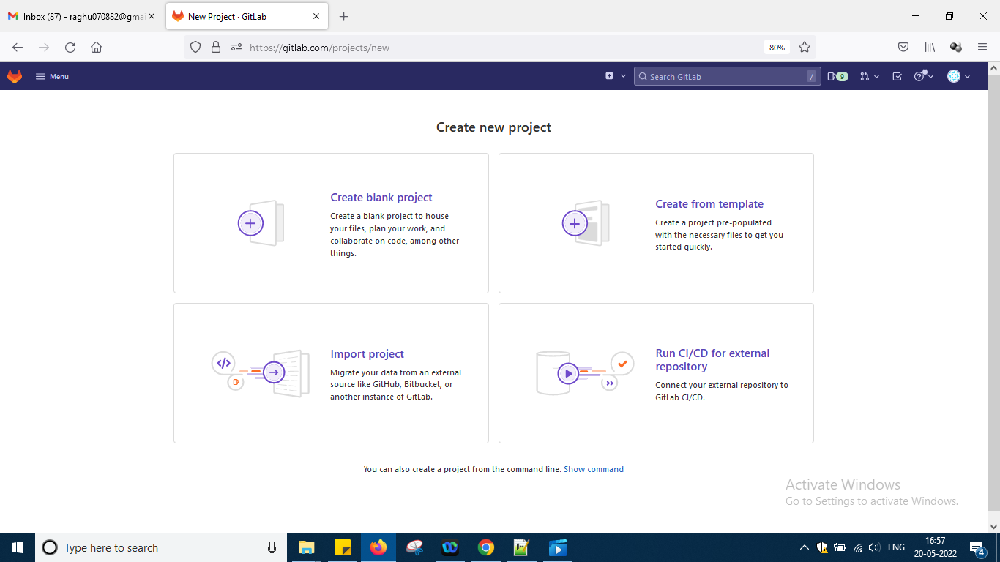 Inbox (87) - raghu070882@gmai
New Project · GitLab
https://gitlab.com/projects/new
80%
Menu
Search GitLab
/
9
Create new project
Create blank project
Create a blank project to house
your files, plan your work, and
collaborate on code, among other
things.
Create from template
Create a project pre-populated
with the necessary files to get you
started quickly.
Import project
Migrate your data from an external
source like GitHub, Bitbucket, or
another instance of GitLab.
Run CI/CD for external
repository
Connect your external repository to
GitLab CI/CD.
You can also create a project from the command line. Show command
Activate Windows
Go to Settings to activate Windows.
Type here to search
ENG
16:57
20-05-2022
4